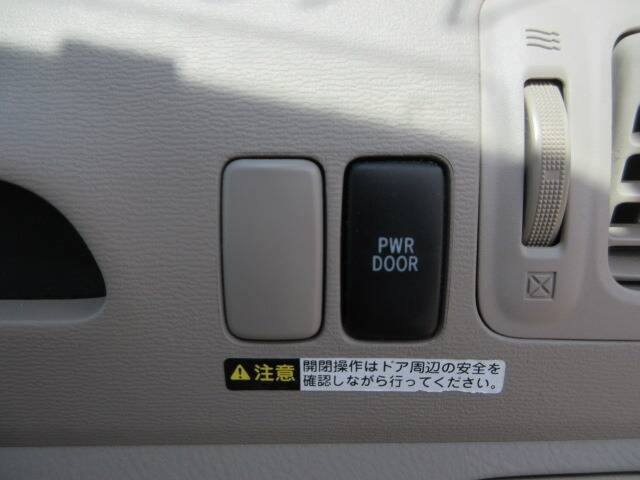 PWR
DOOR
注意
開閉操作はドア周辺の安全を
確認しながら行ってください。